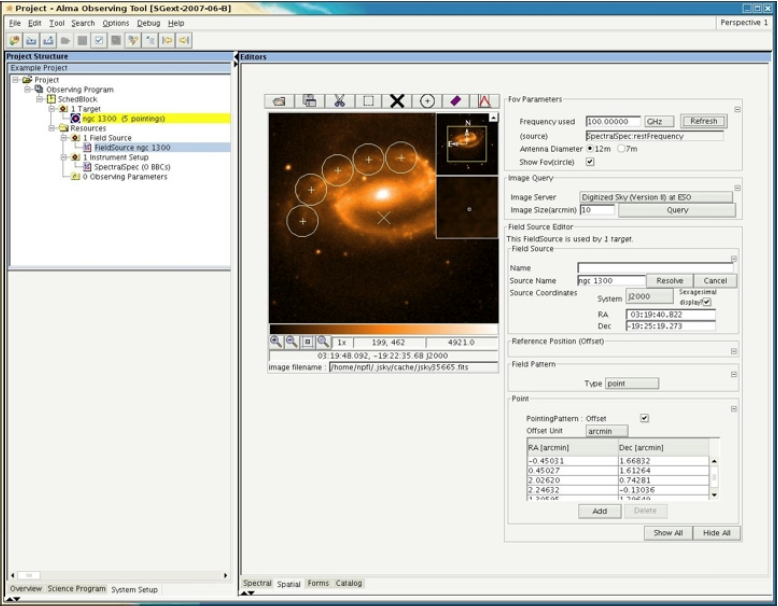 Project - Alma Observing Tool [SGext-2007-06-B]
File Edit Tool Search Options Debug Help
Perspective 1
Project Structure
Example Project
Project
Observing Program
SchedBlock
1 Target
ngc 1300 (5 pointings)
Resources
1 Field Source
FieldSource ngc 1300
1 Instrument Setup
SpectralSpec (0 BBCs)
0 Observing Parameters
Overview Science Program System Setup
Editors
N
E
1x 199, 462 4921.0
03:19:48.092, -19:22:35.68 J2000
image filename : /home/npfl/.jsky/cache/jsky35665.fits
Spectral Spatial Forms Catalog
Fov Parameters
Frequency used 100.00000 GHz Refresh
(source) SpectralSpec:restFrequency
Antenna Diameter 12m 7m
Show Fov(circle)
Image Query
Image Server Digitized Sky (Version II) at ESO
Image Size(arcmin) 10 Query
Field Source Editor
This FieldSource is used by 1 target.
Field Source
Name
Source Name ngc 1300 Resolve Cancel
Source Coordinates System J2000 Sexagesimal display?
RA 03:19:40.822
Dec -19:25:19.273
Reference Position (Offset)
Field Pattern
Type point
Point
PointingPattern : Offset
Offset Unit arcmin
RA [arcmin] Dec [arcmin]
-0.45031 1.66832
0.45027 1.61264
2.02620 0.74281
2.24632 -0.13036
Add Delete
Show All Hide All